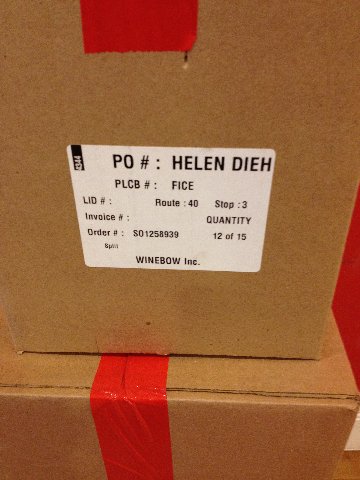 6344
PO # : HELEN DIEH
PLCB # : FICE
LID # : Route : 40 Stop : 3
Invoice # : QUANTITY
Order # : SO1258939 12 of 15
Split
WINEBOW Inc.